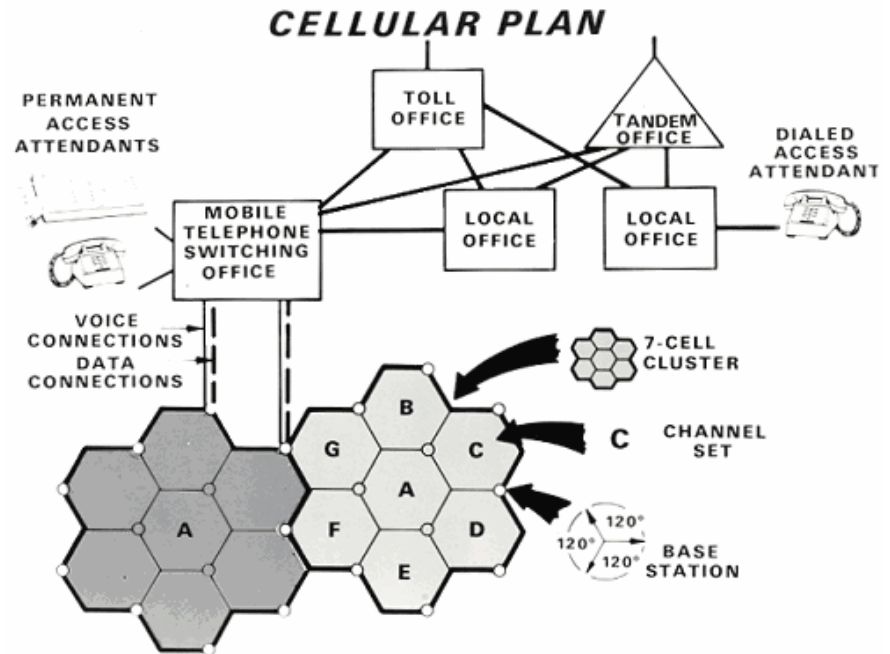 CELLULAR PLAN
PERMANENT
ACCESS
ATTENDANTS
TOLL
OFFICE
TANDEM
OFFICE
DIALED
ACCESS
ATTENDANT
MOBILE
TELEPHONE
SWITCHING
OFFICE
LOCAL
OFFICE
LOCAL
OFFICE
VOICE
CONNECTIONS
DATA
CONNECTIONS
7-CELL
CLUSTER
B
G
C
A
F
D
E
A
C
CHANNEL
SET
120°
120°
120°
BASE
STATION